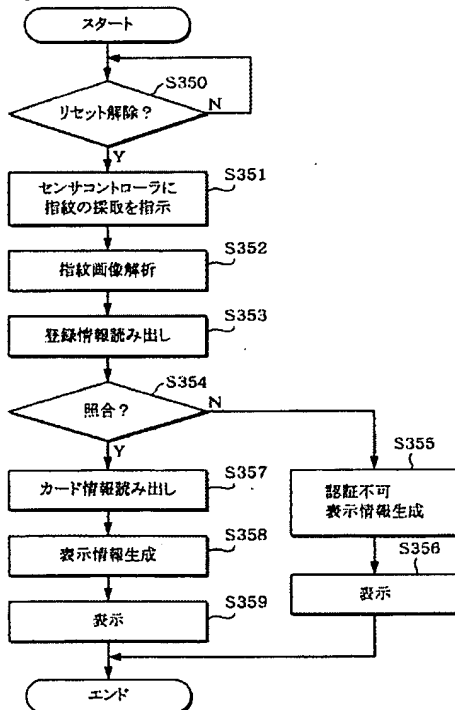 スタート
S350
リセット解除？
N
Y
S351
センサコントローラに
指紋の採取を指示
S352
指紋画像解析
S353
登録情報読み出し
S354
照合？
N
Y
S357
カード情報読み出し
S358
表示情報生成
S359
表示
S355
認証不可
表示情報生成
S356
表示
エンド